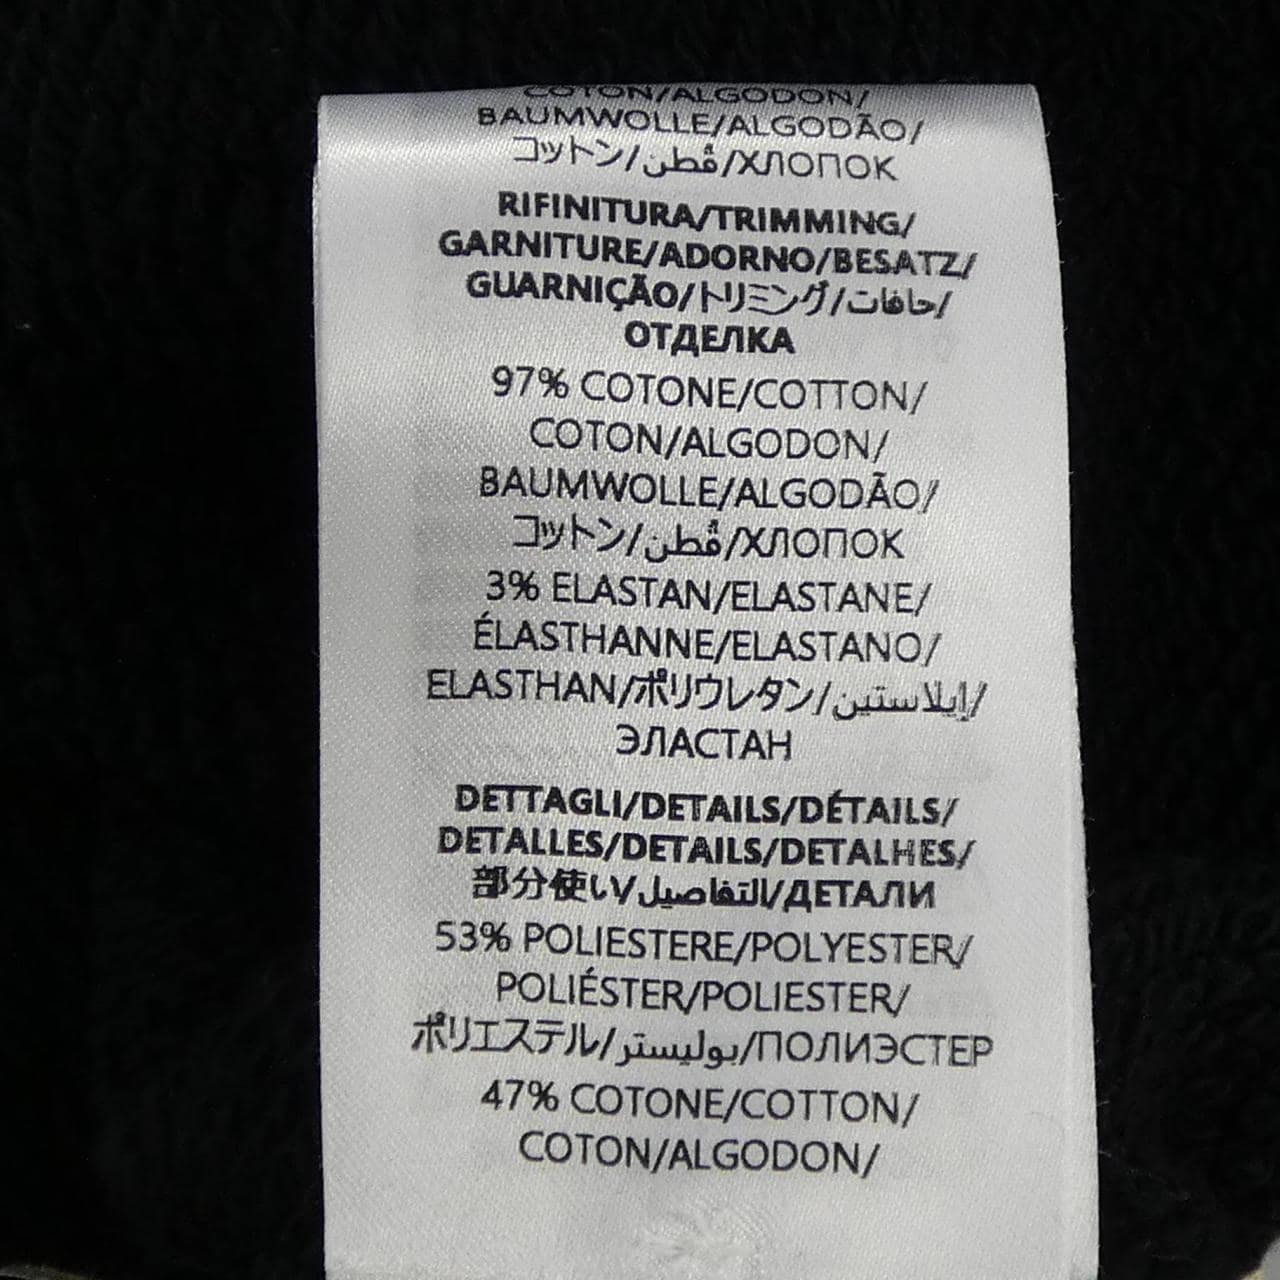 COTON/ALGODON/
BAUMWOLLE/ALGODÃO/
コットン/قُطن/ХЛОПОК
RIFINITURA/TRIMMING/
GARNITURE/ADORNO/BESATZ/
GUARNIÇÃO/トリミング/حافات/
ОТДЕЛКА
97% COTONE/COTTON/
COTON/ALGODON/
BAUMWOLLE/ALGODÃO/
コットン/قُطن/ХЛОПОК
3% ELASTAN/ELASTANE/
ÉLASTHANNE/ELASTANO/
ELASTHAN/ポリウレタン/إيلاستين/
ЭЛАСТАН
DETTAGLI/DETAILS/DÉTAILS/
DETALLES/DETAILS/DETALHES/
部分使い/التفاصيل/ДЕТАЛИ
53% POLIESTERE/POLYESTER/
POLIÉSTER/POLIESTER/
ポリエステル/بوليستر/ПОЛИЭСТЕР
47% COTONE/COTTON/
COTON/ALGODON/